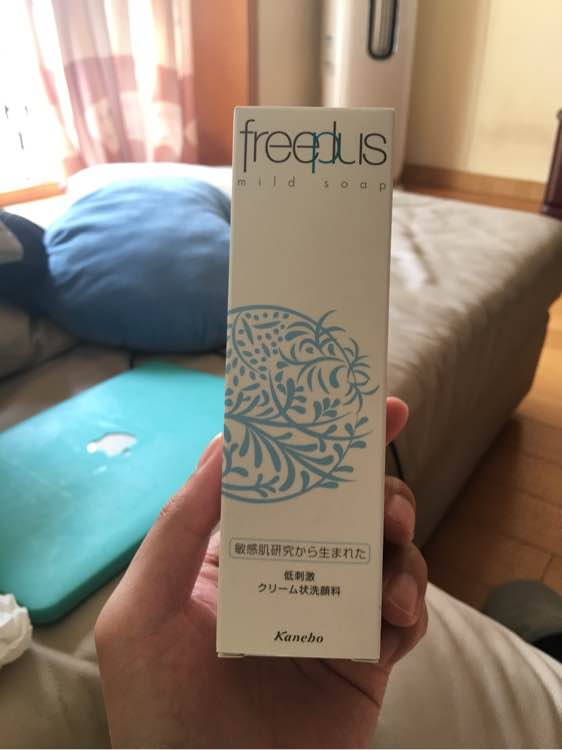 freeplus
mild soap
敏感肌研究から生まれた
低刺激
クリーム状洗顔料
Kanebo